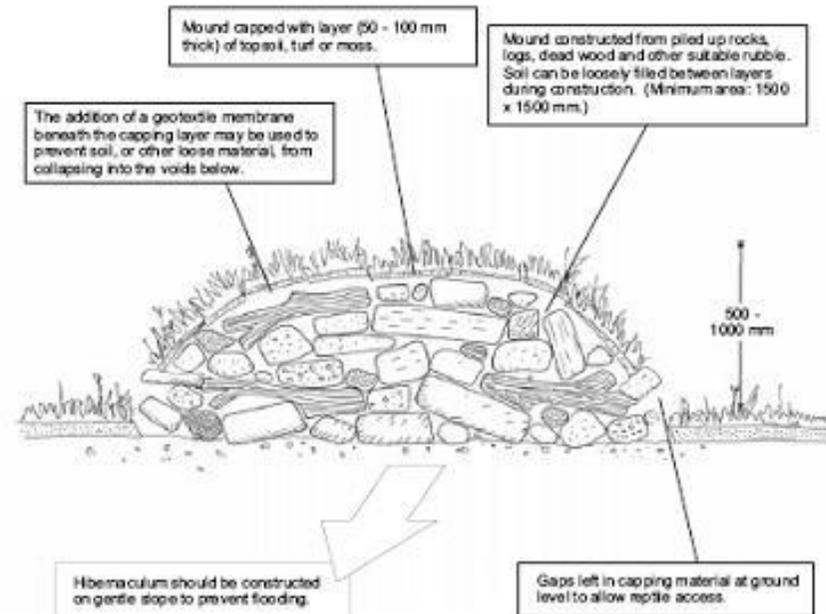 Mound capped with layer (50 - 100 mm
thick) of topsoil, turf or moss.
Mound constructed from piled up rocks,
logs, dead wood and other suitable rubble.
Soil can be loosely filled between layers
during construction. (Minimum area: 1500
x 1500 mm.)
The addition of a geotextile membrane
beneath the capping layer may be used to
prevent soil, or other loose material, from
collapsing into the voids below.
500 -
1000 mm
Hibernaculum should be constructed
on gentle slope to prevent flooding.
Gaps left in capping material at ground
level to allow reptile access.